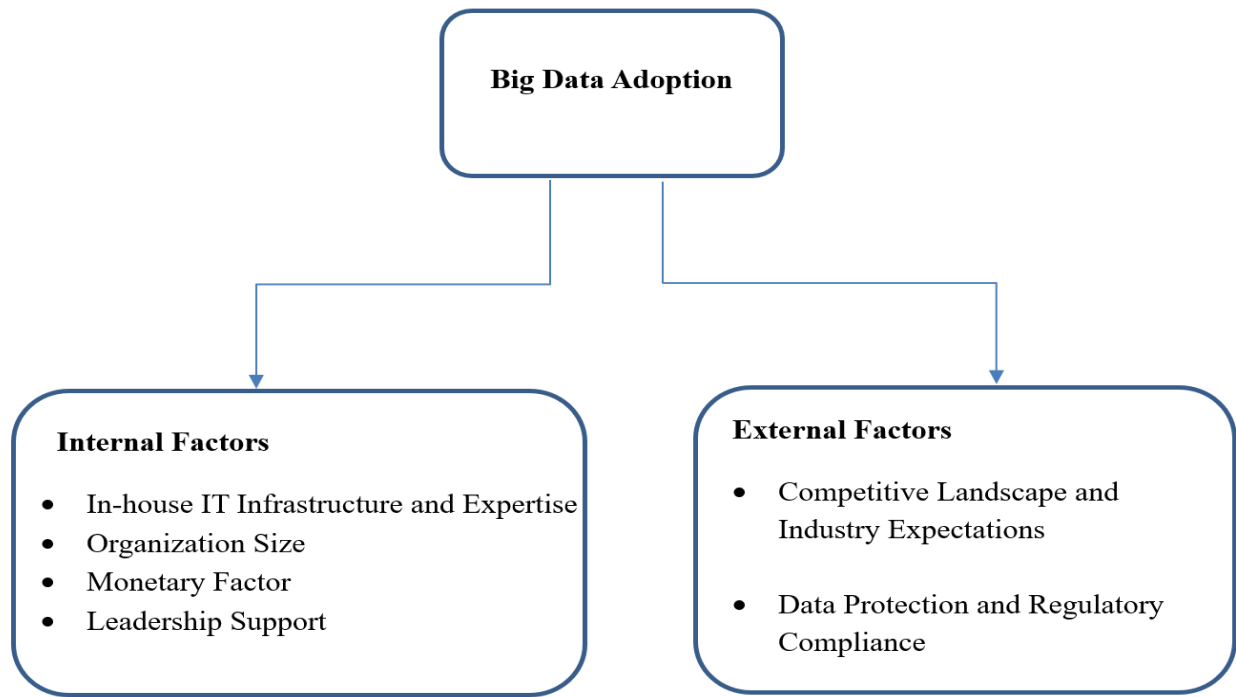 Big Data Adoption
Internal Factors
• In-house IT Infrastructure and Expertise
• Organization Size
• Monetary Factor
• Leadership Support
External Factors
• Competitive Landscape and
Industry Expectations
• Data Protection and Regulatory
Compliance